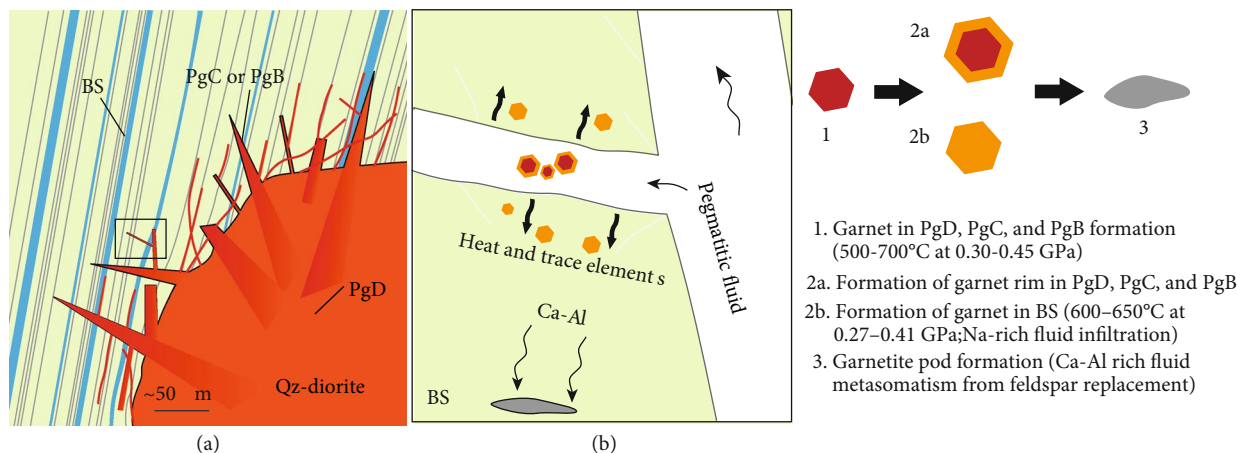 BS
PgC or PgB
PgD
Qz-diorite
~50 m
(a)
Pegmatitic fluid
Heat and trace element s
Ca-Al
BS
(b)
2a
1
2b
3
1. Garnet in PgD, PgC, and PgB formation
(500-700°C at 0.30-0.45 GPa)
2a. Formation of garnet rim in PgD, PgC, and PgB
2b. Formation of garnet in BS (600–650°C at
0.27–0.41 GPa;Na-rich fluid infiltration)
3. Garnetite pod formation (Ca-Al rich fluid
metasomatism from feldspar replacement)